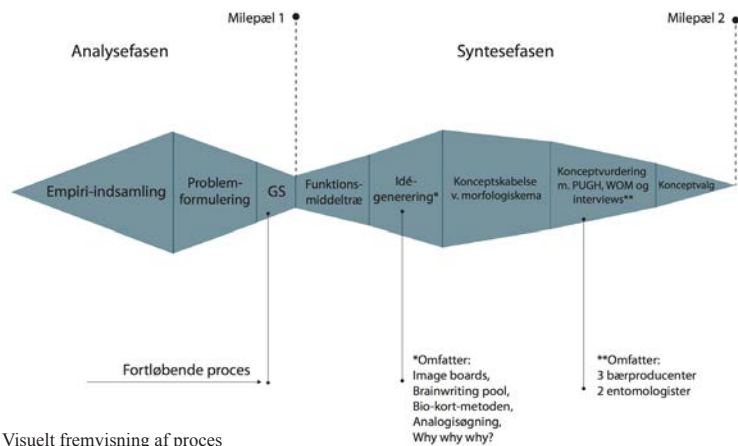 Milepæl 1
Milepæl 2
Analysefasen
Syntesefasen
Empiri-indsamling
Problem-
formulering
GS
Funktions-
middeltræ
Idé-
generering*
Konceptskabelse
v. morfologiskema
Konceptvurdering
m. PUGH, WOM og
interviews**
Konceptvalg
Fortløbende proces
*Omfatter:
Image boards,
Brainwriting pool,
Bio-kort-metoden,
Analogisøgning,
Why why why?
**Omfatter:
3 bærproducenter
2 entomologister
Visuelt fremvisning af proces